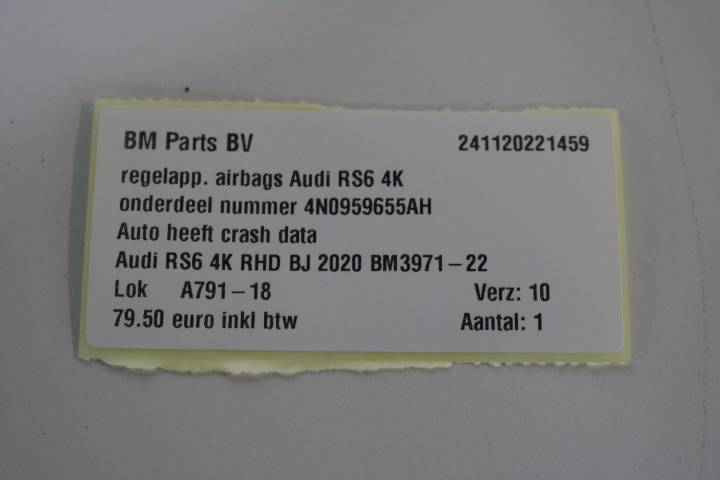 BM Parts BV 241120221459
regelapp. airbags Audi RS6 4K
onderdeel nummer 4N0959655AH
Auto heeft crash data
Audi RS6 4K RHD BJ 2020 BM3971-22
Lok A791-18 Verz: 10
79.50 euro inkl btw Aantal: 1